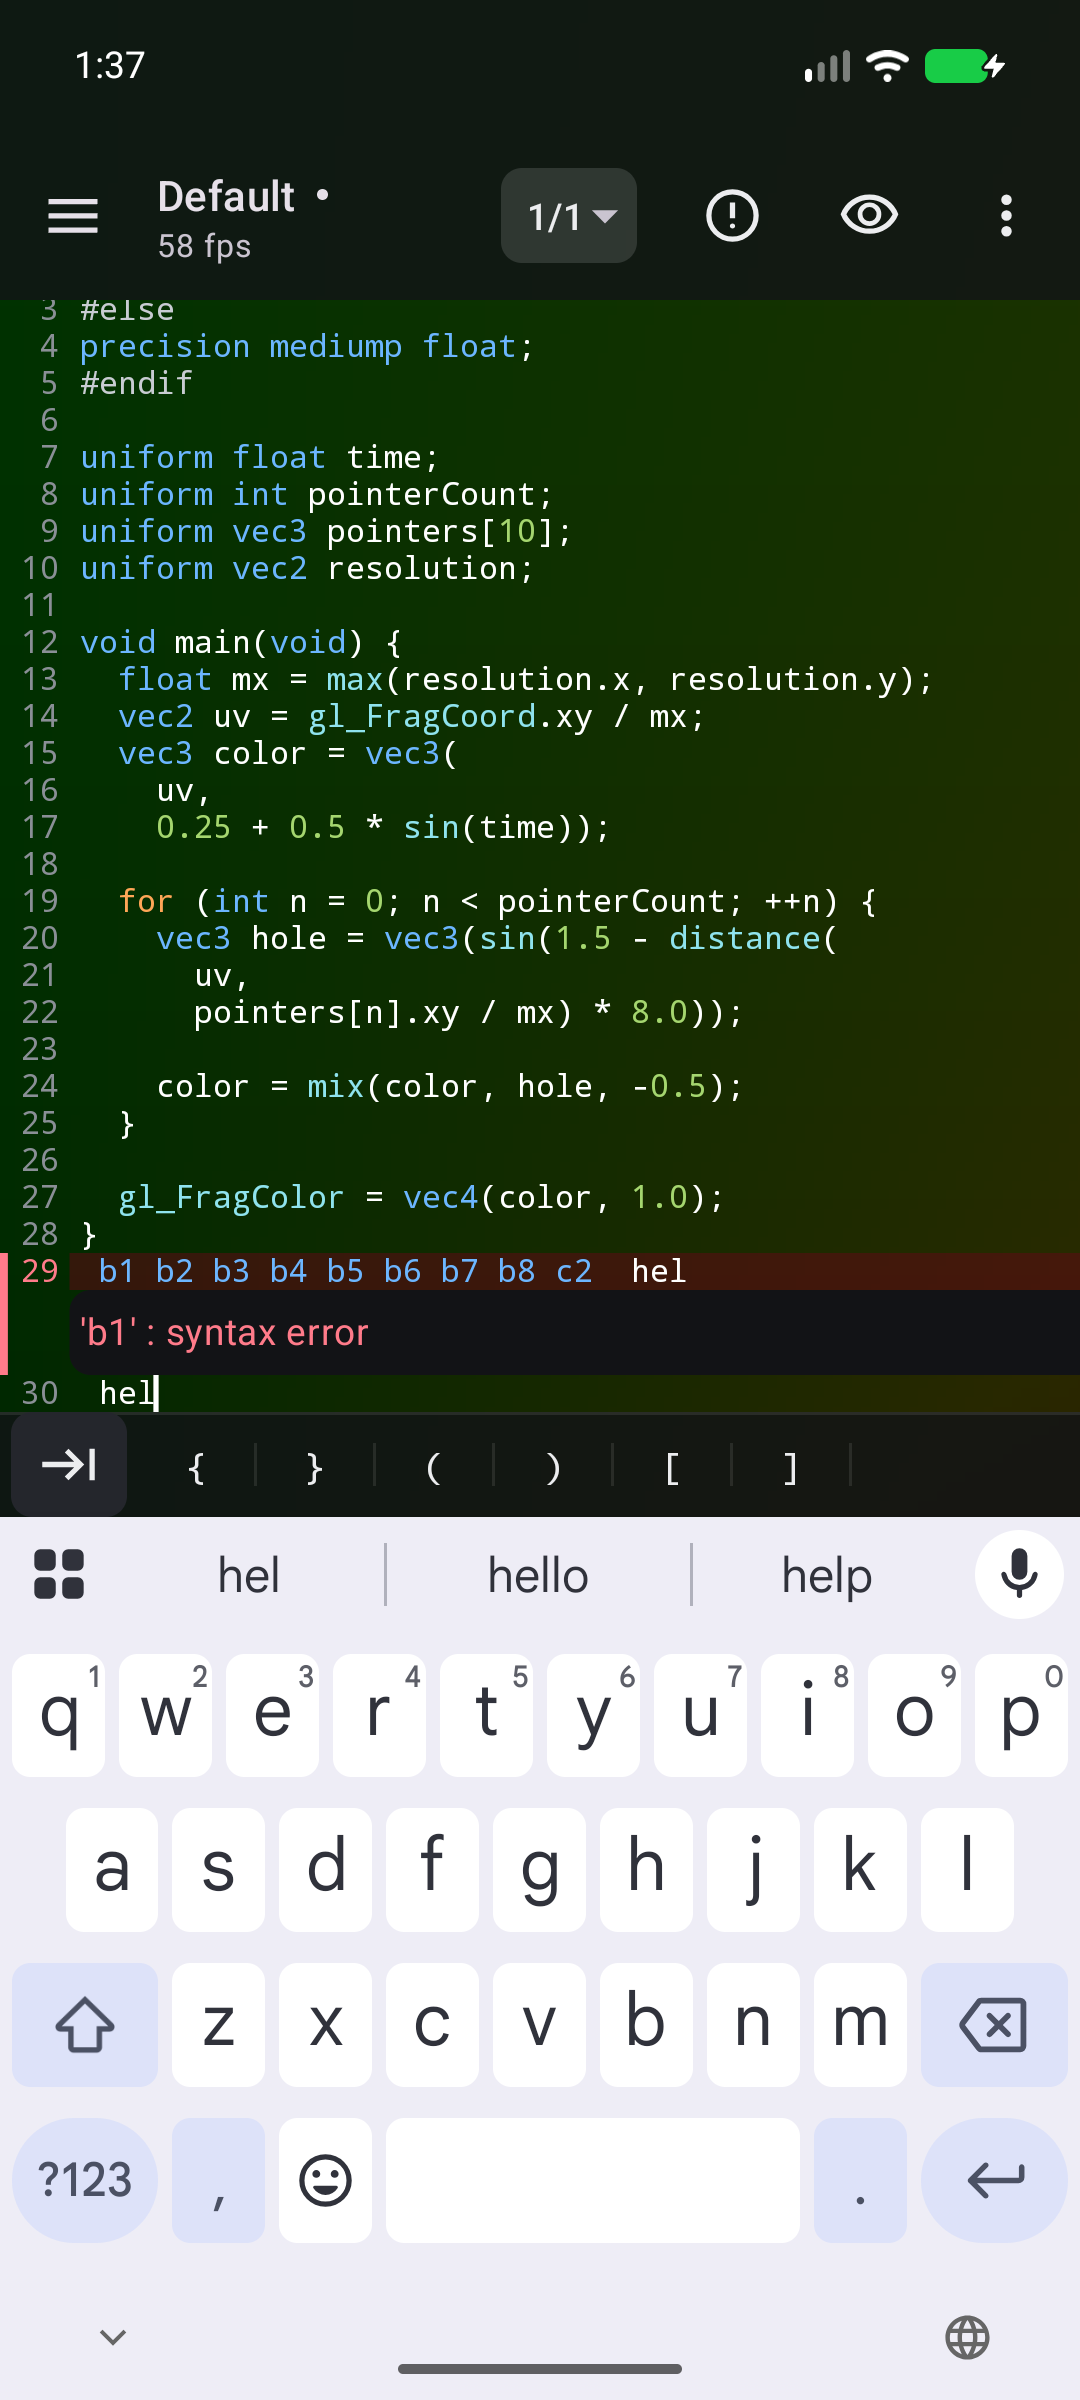 1:37
Default •
58 fps
1/1
3 #else
4 precision mediump float;
5 #endif
6
7 uniform float time;
8 uniform int pointerCount;
9 uniform vec3 pointers[10];
10 uniform vec2 resolution;
11
12 void main(void) {
13 float mx = max(resolution.x, resolution.y);
14 vec2 uv = gl_FragCoord.xy / mx;
15 vec3 color = vec3(
16 uv,
17 0.25 + 0.5 * sin(time));
18
19 for (int n = 0; n < pointerCount; ++n) {
20 vec3 hole = vec3(sin(1.5 - distance(
21 uv,
22 pointers[n].xy / mx) * 8.0));
23
24 color = mix(color, hole, -0.5);
25 }
26
27 gl_FragColor = vec4(color, 1.0);
28 }
29 b1 b2 b3 b4 b5 b6 b7 b8 c2 hel
'b1' : syntax error
30 hel
{ } ( ) [ ]
hel hello help
q1 w2 e3 r4 t5 y6 u7 i8 o9 p0
a s d f g h j k l
z x c v b n m
?123 , .